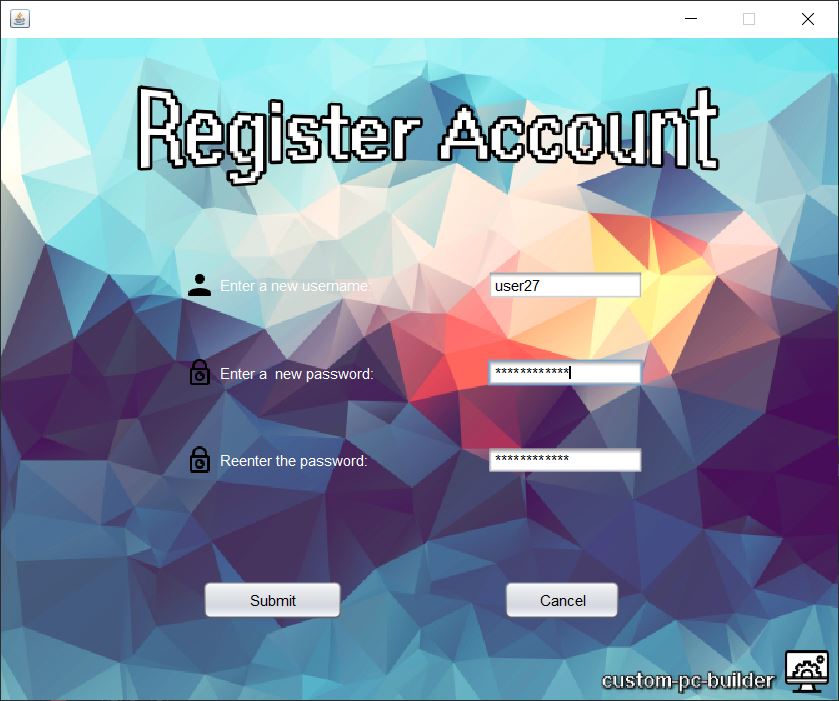 Register Account
Enter a new username:
user27
Enter a  new password:
************
Reenter the password:
************
Submit
Cancel
custom-pc-builder